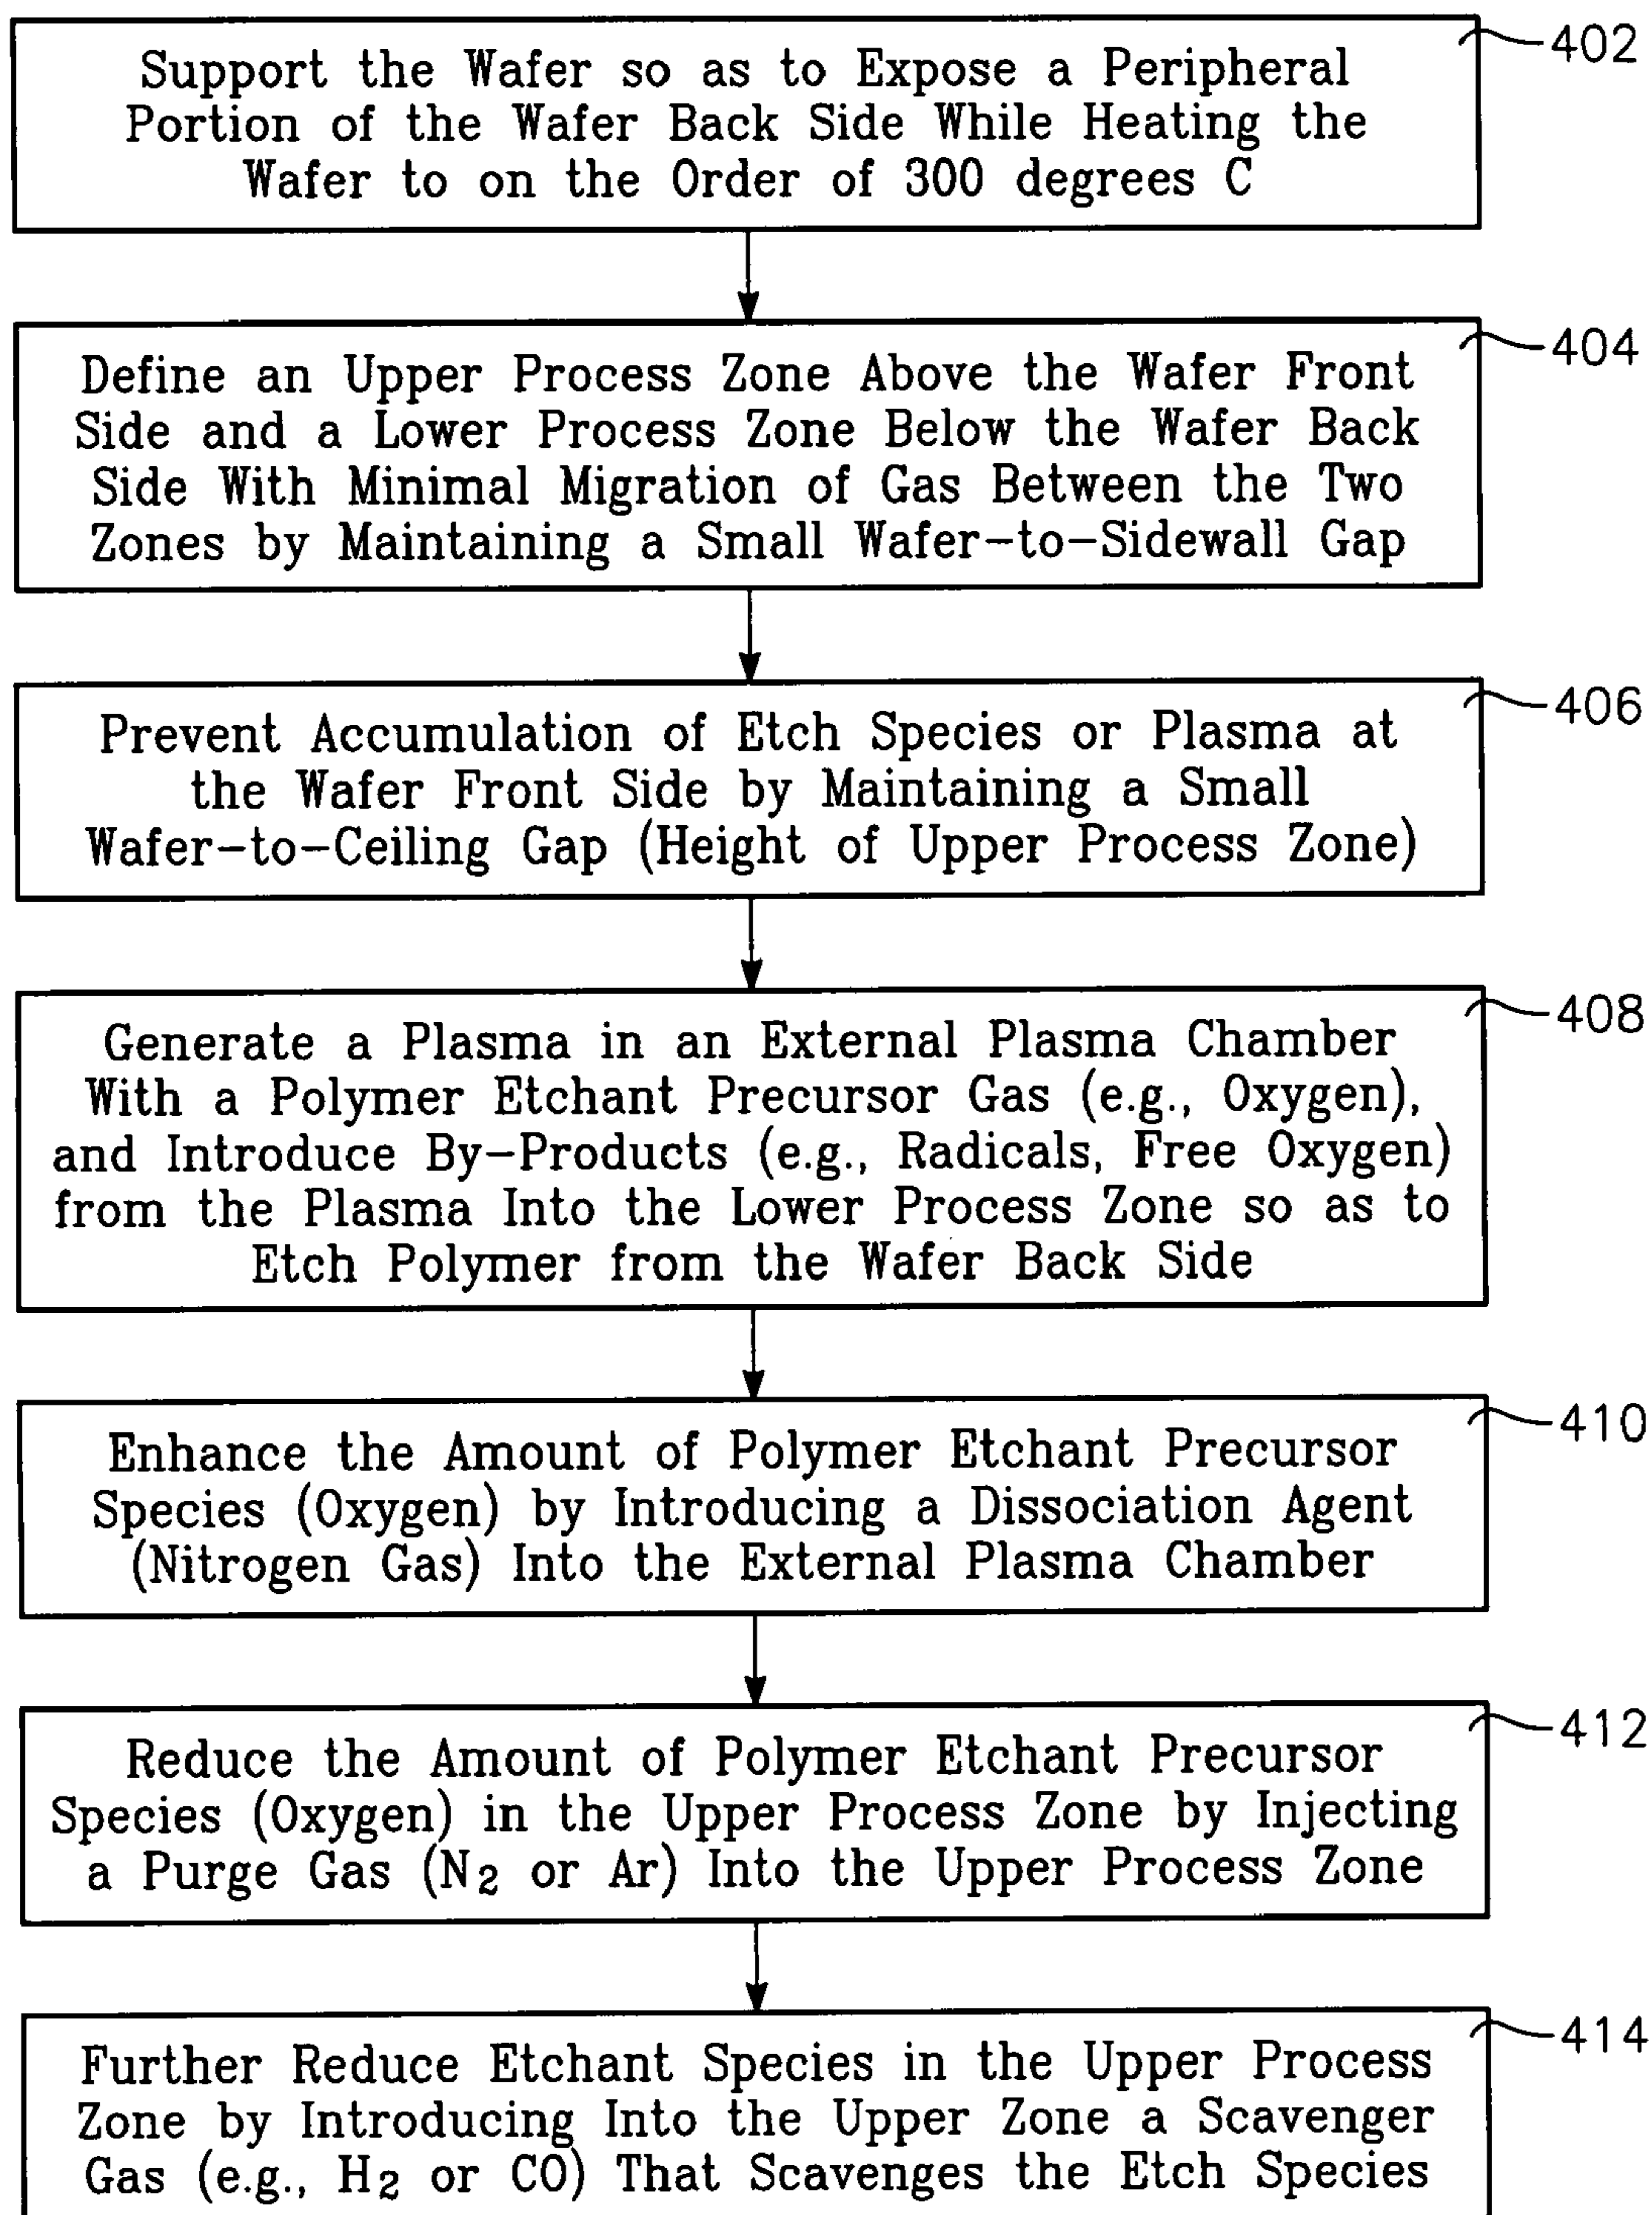 402
Support the Wafer so as to Expose a Peripheral
Portion of the Wafer Back Side While Heating the
Wafer to on the Order of 300 degrees C
404
Define an Upper Process Zone Above the Wafer Front
Side and a Lower Process Zone Below the Wafer Back
Side With Minimal Migration of Gas Between the Two
Zones by Maintaining a Small Wafer-to-Sidewall Gap
406
Prevent Accumulation of Etch Species or Plasma at
the Wafer Front Side by Maintaining a Small
Wafer-to-Ceiling Gap (Height of Upper Process Zone)
408
Generate a Plasma in an External Plasma Chamber
With a Polymer Etchant Precursor Gas (e.g., Oxygen),
and Introduce By-Products (e.g., Radicals, Free Oxygen)
from the Plasma Into the Lower Process Zone so as to
Etch Polymer from the Wafer Back Side
410
Enhance the Amount of Polymer Etchant Precursor
Species (Oxygen) by Introducing a Dissociation Agent
(Nitrogen Gas) Into the External Plasma Chamber
412
Reduce the Amount of Polymer Etchant Precursor
Species (Oxygen) in the Upper Process Zone by Injecting
a Purge Gas (N2 or Ar) Into the Upper Process Zone
414
Further Reduce Etchant Species in the Upper Process
Zone by Introducing Into the Upper Zone a Scavenger
Gas (e.g., H2 or CO) That Scavenges the Etch Species